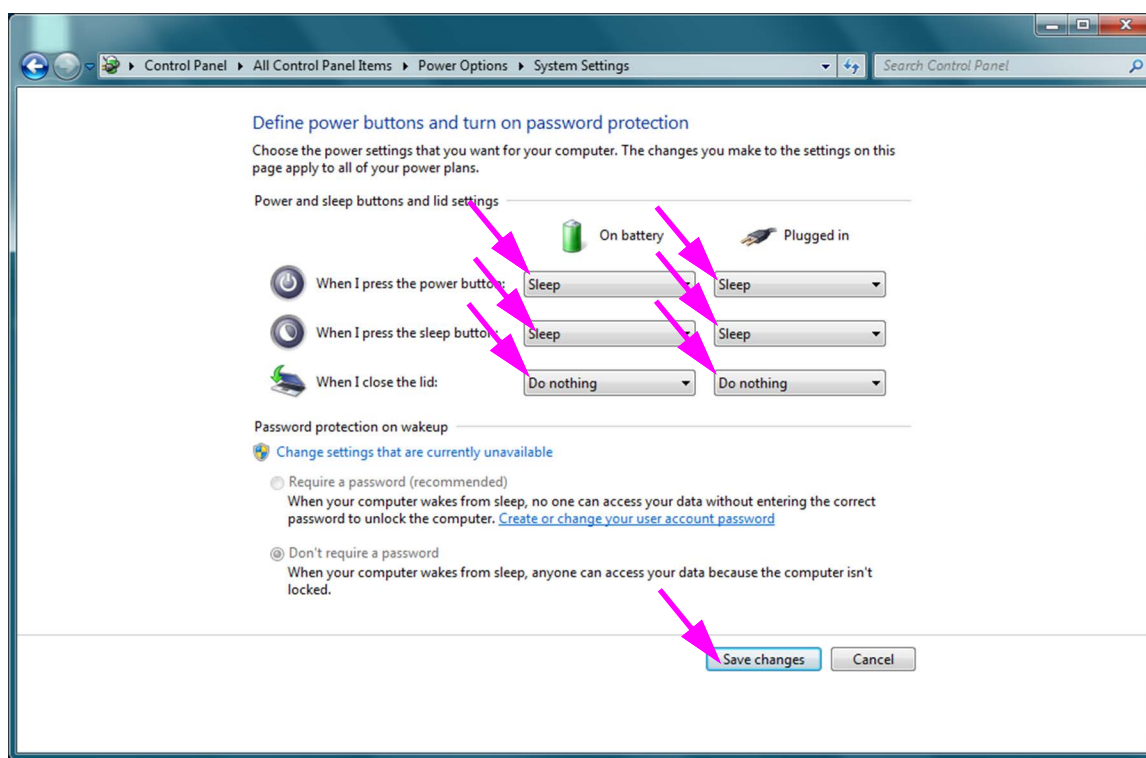 Control Panel All Control Panel Items Power Options System Settings Search Control Panel
Define power buttons and turn on password protection
Choose the power settings that you want for your computer. The changes you make to the settings on this
page apply to all of your power plans.
Power and sleep buttons and lid settings
On battery Plugged in
When I press the power button: Sleep Sleep
When I press the sleep button: Sleep Sleep
When I close the lid: Do nothing Do nothing
Password protection on wakeup
Change settings that are currently unavailable
Require a password (recommended)
When your computer wakes from sleep, no one can access your data without entering the correct
password to unlock the computer. Create or change your user account password
Don't require a password
When your computer wakes from sleep, anyone can access your data because the computer isn't
locked.
Save changes Cancel